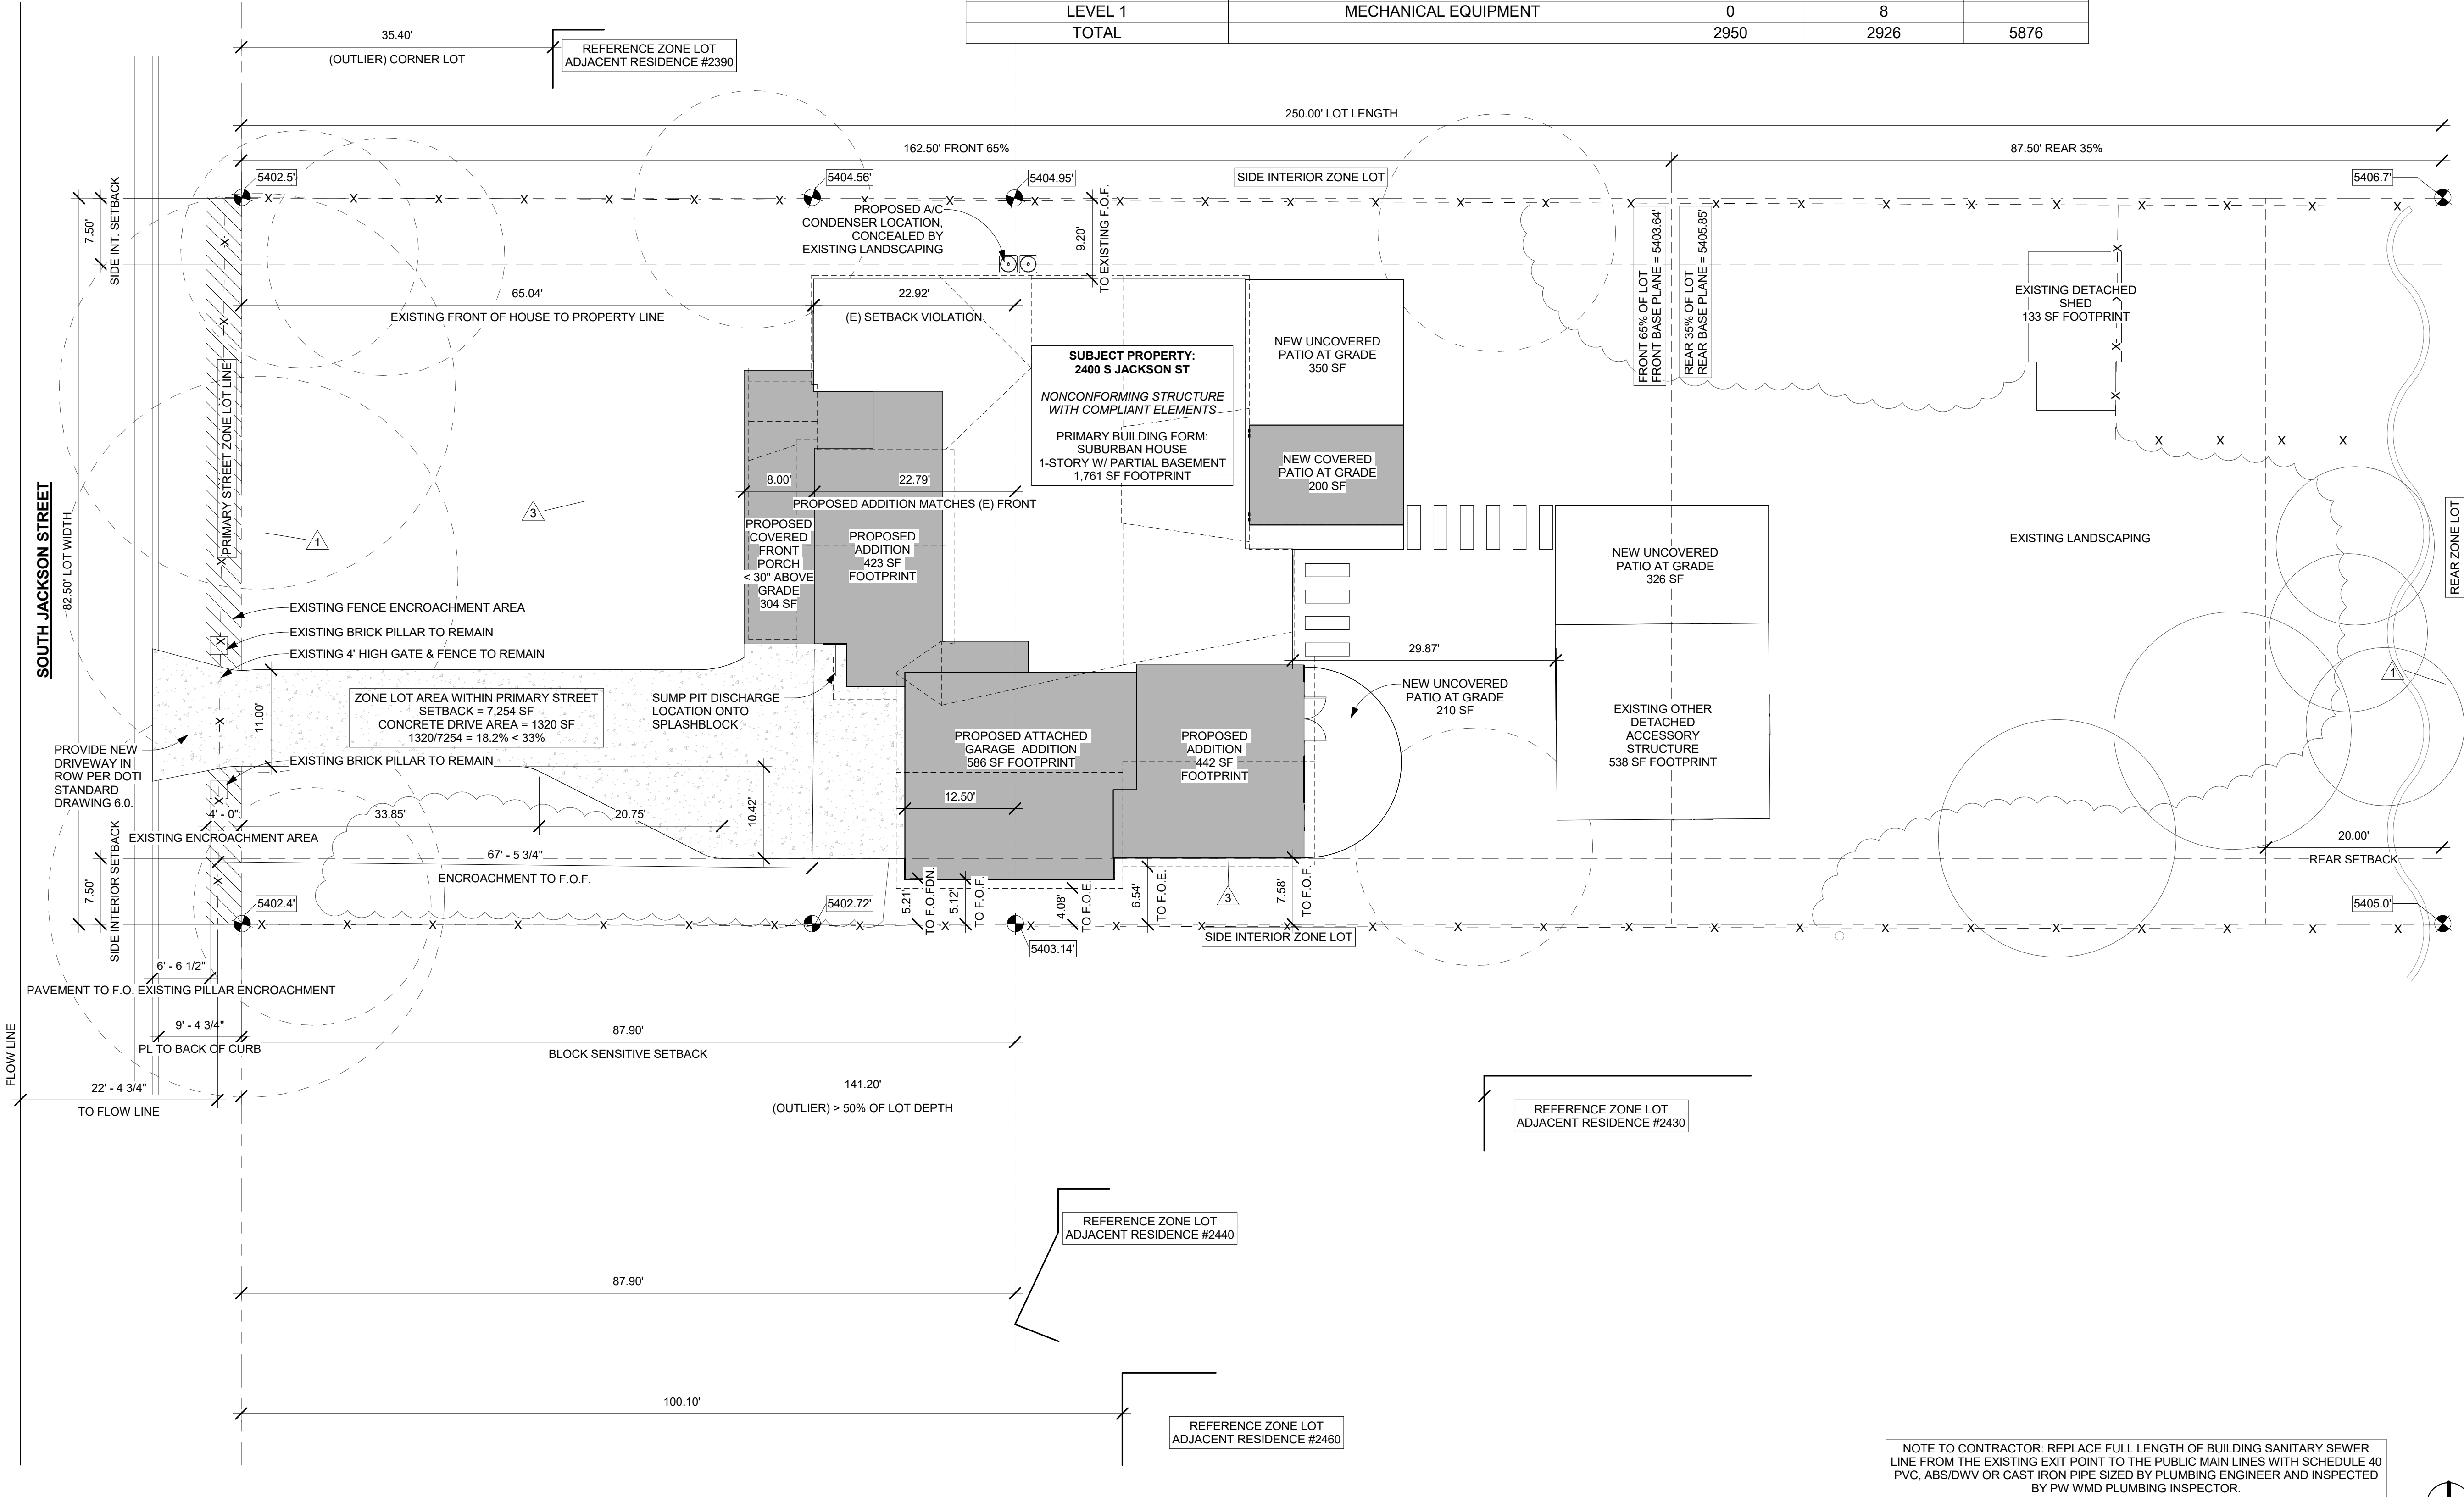 LEVEL 1 MECHANICAL EQUIPMENT 0 8
TOTAL 2950 2926 5876
35.40'
(OUTLIER) CORNER LOT
REFERENCE ZONE LOT
ADJACENT RESIDENCE #2390
250.00' LOT LENGTH
162.50' FRONT 65%
87.50' REAR 35%
5402.5'
5404.56'
5404.95'
SIDE INTERIOR ZONE LOT
5406.7'
7.50'
SIDE INT. SETBACK
PROPOSED A/C
CONDENSER LOCATION,
CONCEALED BY
EXISTING LANDSCAPING
9.20'
TO EXISTING F.O.F.
FRONT 65% OF LOT
FRONT BASE PLANE = 5403.64'
REAR 35% OF LOT
REAR BASE PLANE = 5405.85'
EXISTING DETACHED
SHED
133 SF FOOTPRINT
65.04'
EXISTING FRONT OF HOUSE TO PROPERTY LINE
22.92'
(E) SETBACK VIOLATION
SUBJECT PROPERTY:
2400 S JACKSON ST
NONCONFORMING STRUCTURE
WITH COMPLIANT ELEMENTS
PRIMARY BUILDING FORM:
SUBURBAN HOUSE
1-STORY W/ PARTIAL BASEMENT
1,761 SF FOOTPRINT
NEW UNCOVERED
PATIO AT GRADE
350 SF
NEW COVERED
PATIO AT GRADE
200 SF
SOUTH JACKSON STREET
82.50' LOT WIDTH
PRIMARY STREET ZONE LOT LINE
8.00'
22.79'
PROPOSED ADDITION MATCHES (E) FRONT
3
1
PROPOSED
COVERED
FRONT
PORCH
< 30" ABOVE
GRADE
304 SF
PROPOSED
ADDITION
423 SF
FOOTPRINT
NEW UNCOVERED
PATIO AT GRADE
326 SF
EXISTING LANDSCAPING
REAR ZONE LOT
EXISTING FENCE ENCROACHMENT AREA
EXISTING BRICK PILLAR TO REMAIN
EXISTING 4' HIGH GATE & FENCE TO REMAIN
29.87'
1
11.00'
ZONE LOT AREA WITHIN PRIMARY STREET
SETBACK = 7,254 SF
CONCRETE DRIVE AREA = 1320 SF
1320/7254 = 18.2% < 33%
SUMP PIT DISCHARGE
LOCATION ONTO
SPLASHBLOCK
NEW UNCOVERED
PATIO AT GRADE
210 SF
EXISTING OTHER
DETACHED
ACCESSORY
STRUCTURE
538 SF FOOTPRINT
PROPOSED ATTACHED
GARAGE ADDITION
586 SF FOOTPRINT
PROPOSED
ADDITION
442 SF
FOOTPRINT
PROVIDE NEW
DRIVEWAY IN
ROW PER DOTI
STANDARD
DRAWING 6.0.
EXISTING BRICK PILLAR TO REMAIN
12.50'
4' - 0"
EXISTING ENCROACHMENT AREA
33.85'
20.75'
10.42'
20.00'
REAR SETBACK
67' - 5 3/4"
ENCROACHMENT TO F.O.F.
7.50'
SIDE INTERIOR SETBACK
5402.4'
5402.72'
5.21'
TO F.O.FDN.
5.12'
TO F.O.F.
4.08'
TO F.O.E.
6.54'
TO F.O.E.
3
7.58'
TO F.O.F.
5405.0'
SIDE INTERIOR ZONE LOT
5403.14'
6' - 6 1/2"
PAVEMENT TO F.O. EXISTING PILLAR ENCROACHMENT
9' - 4 3/4"
PL TO BACK OF CURB
87.90'
BLOCK SENSITIVE SETBACK
FLOW LINE
22' - 4 3/4"
TO FLOW LINE
141.20'
(OUTLIER) > 50% OF LOT DEPTH
REFERENCE ZONE LOT
ADJACENT RESIDENCE #2430
REFERENCE ZONE LOT
ADJACENT RESIDENCE #2440
87.90'
100.10'
REFERENCE ZONE LOT
ADJACENT RESIDENCE #2460
NOTE TO CONTRACTOR: REPLACE FULL LENGTH OF BUILDING SANITARY SEWER
LINE FROM THE EXISTING EXIT POINT TO THE PUBLIC MAIN LINES WITH SCHEDULE 40
PVC, ABS/DWV OR CAST IRON PIPE SIZED BY PLUMBING ENGINEER AND INSPECTED
BY PW WMD PLUMBING INSPECTOR.